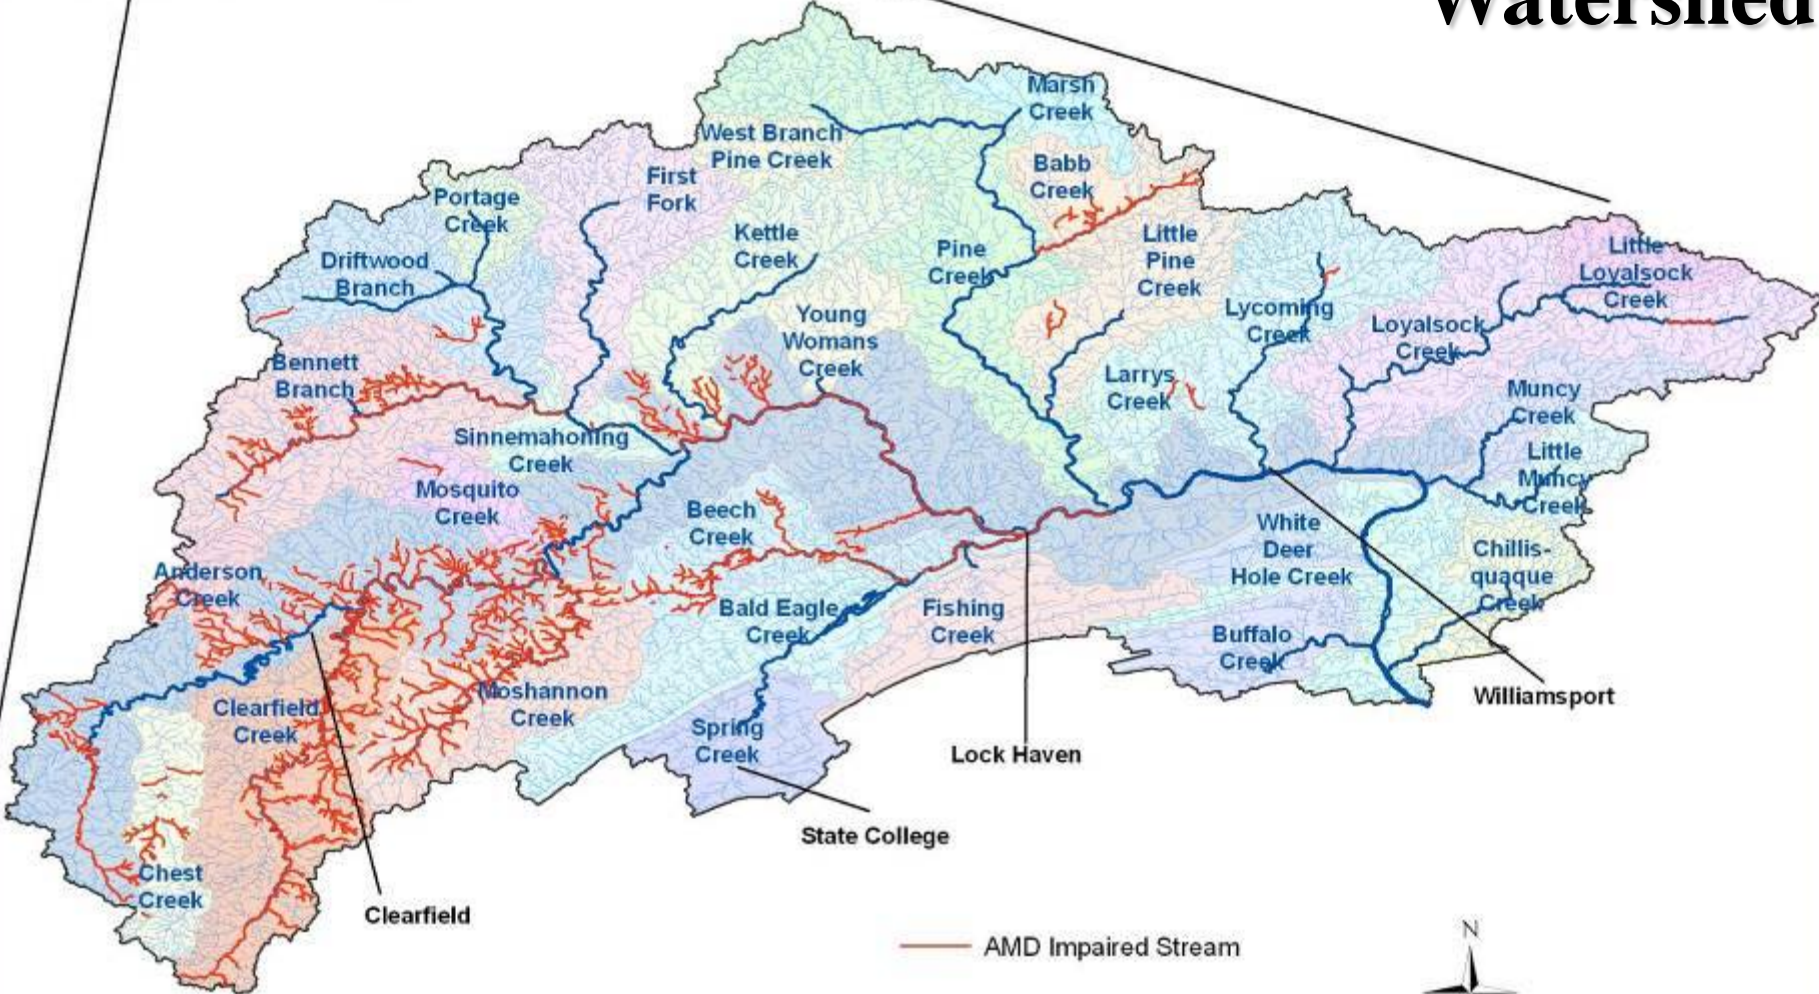 Watershed
Marsh
Creek
West Branch
Pine Creek
Babb
Creek
First
Fork
Portage
Creek
Kettle
Creek
Pine
Creek
Little
Pine
Creek
Little
Loyalsock
Creek
Driftwood
Branch
Young
Womans
Creek
Lycoming
Creek
Loyalsock
Creek
Bennett
Branch
Larrys
Creek
Muncy
Creek
Sinnemahoning
Creek
Little
Muncy
Creek
Mosquito
Creek
Beech
Creek
White
Deer
Hole Creek
Chillis-
quaque
Creek
Anderson
Creek
Bald Eagle
Creek
Fishing
Creek
Buffalo
Creek
Clearfield
Creek
Moshannon
Creek
Spring
Creek
Williamsport
Lock Haven
State College
Chest
Creek
Clearfield
AMD Impaired Stream
N